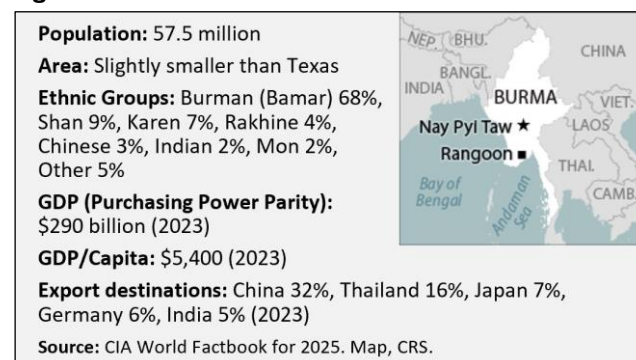 Population: 57.5 million
Area: Slightly smaller than Texas
Ethnic Groups: Burman (Bamar) 68%,
Shan 9%, Karen 7%, Rakhine 4%,
Chinese 3%, Indian 2%, Mon 2%,
Other 5%
GDP (Purchasing Power Parity):
$290 billion (2023)
GDP/Capita: $5,400 (2023)
Export destinations: China 32%, Thailand 16%, Japan 7%,
Germany 6%, India 5% (2023)
Source: CIA World Factbook for 2025. Map, CRS.
NEP.
BHU.
CHINA
BANGL.
INDIA
BURMA
VIET.
Nay Pyi Taw
LAOS
Rangoon
THAI.
Bay of
Bengal
Andaman
Sea
CAMB.